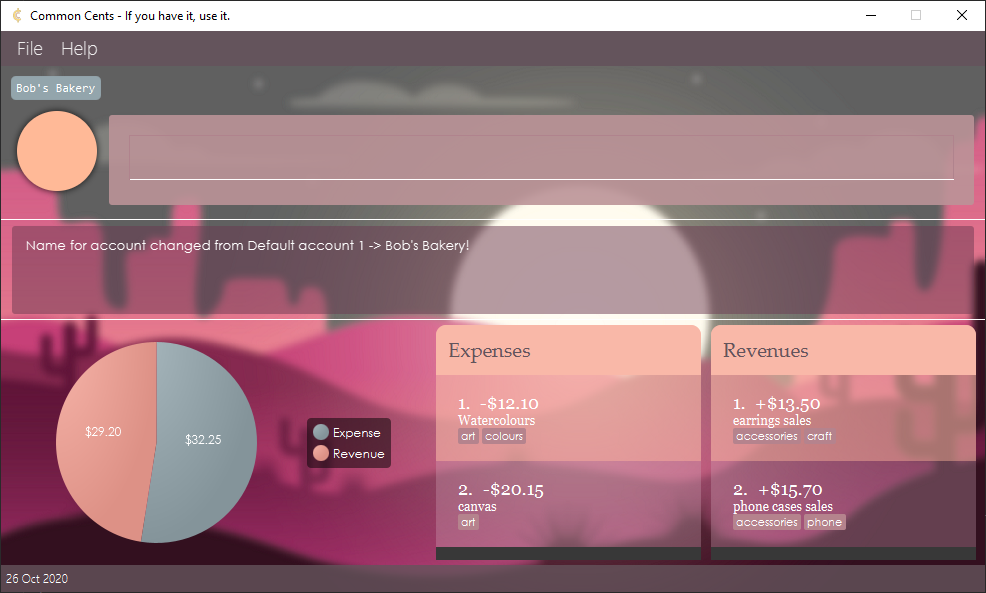 Common Cents - If you have it, use it.
File Help
Bob's Bakery
Name for account changed from Default account 1 -> Bob's Bakery!
$29.20
$32.25
Expense
Revenue
Expenses
1. -$12.10
Watercolours
art colours
2. -$20.15
canvas
art
Revenues
1. +$13.50
earrings sales
accessories craft
2. +$15.70
phone cases sales
accessories phone
26 Oct 2020